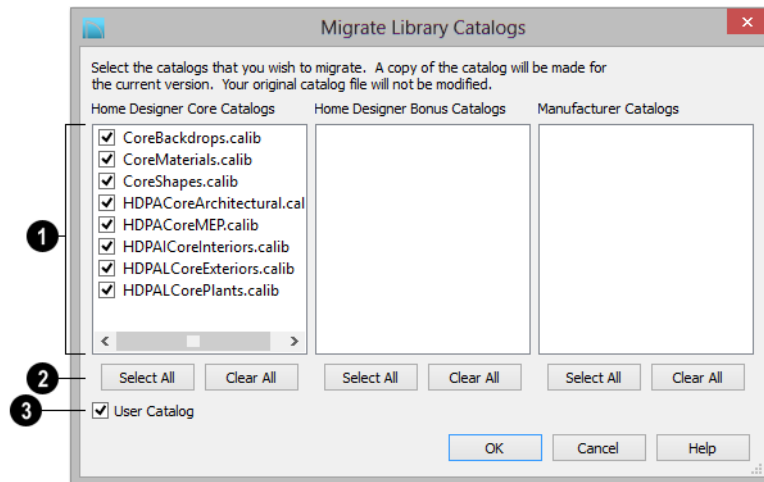 Migrate Library Catalogs
Select the catalogs that you wish to migrate. A copy of the catalog will be made for
the current version. Your original catalog file will not be modified.
Home Designer Core Catalogs
CoreBackdrops.calib
CoreMaterials.calib
CoreShapes.calib
HDPACoreArchitectural.cal
HDPACoreMEP.calib
HDPAICoreInteriors.calib
HDPALCoreExteriors.calib
HDPALCorePlants.calib
Home Designer Bonus Catalogs
Manufacturer Catalogs
1
2
Select All Clear All Select All Clear All Select All Clear All
3
User Catalog
OK Cancel Help